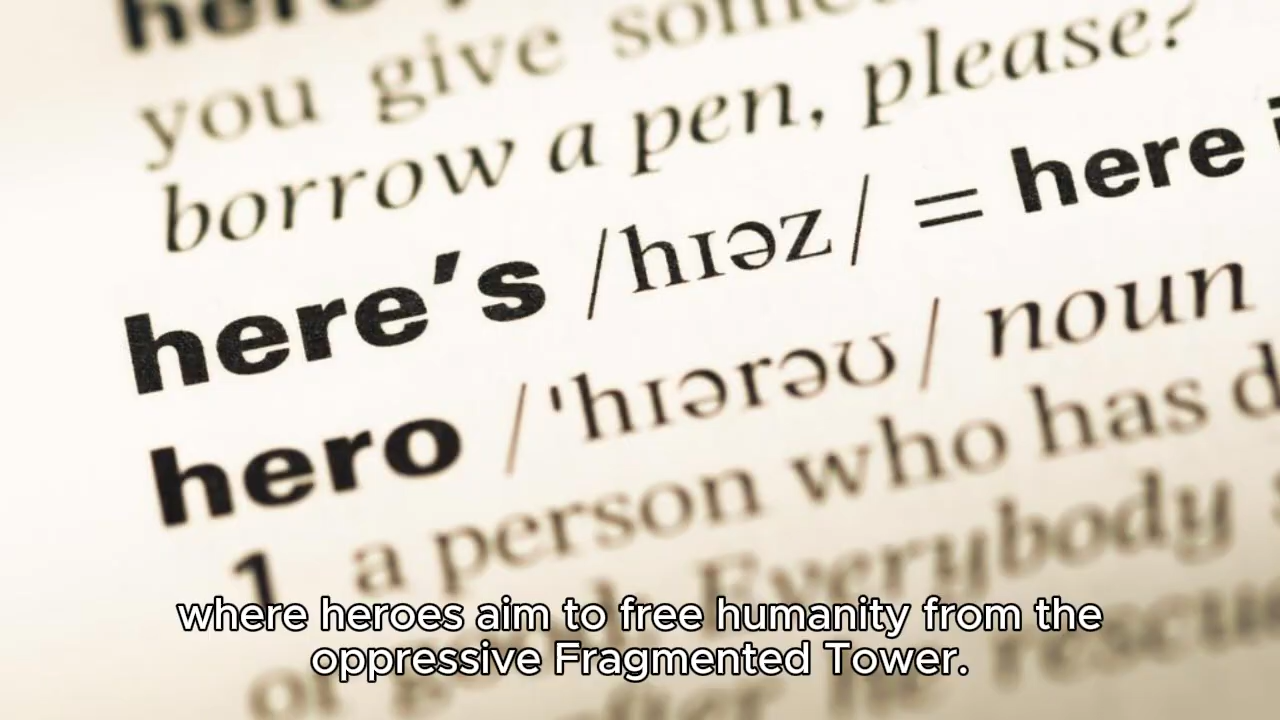 you give some
borrow a pen, please?
here's /hɪəz/ = here
hero /ˈhɪərəʊ/ noun
1 a person who has
Everybody
rescue
where heroes aim to free humanity from the
oppressive Fragmented Tower.